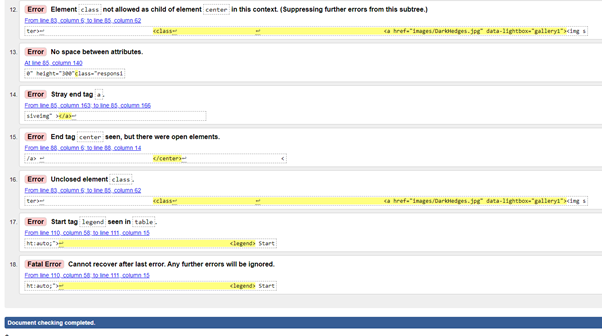 12. Error Element class not allowed as child of element center in this context. (Suppressing further errors from this subtree.)
From line 83, column 6; to line 85, column 62
ter>↩ <class↩ ↩ <a href="images/DarkHedges.jpg" data-lightbox="gallery1"><img s
13. Error No space between attributes.
At line 85, column 140
0" height="300"class="responsi
14. Error Stray end tag a.
From line 85, column 163; to line 85, column 166
siveimg" ></a>↩
15. Error End tag center seen, but there were open elements.
From line 88, column 6; to line 88, column 14
/a> ↩ </center>↩ <
16. Error Unclosed element class.
From line 83, column 6; to line 85, column 62
ter>↩ <class↩ ↩ <a href="images/DarkHedges.jpg" data-lightbox="gallery1"><img s
17. Error Start tag legend seen in table.
From line 110, column 58; to line 111, column 15
ht:auto;">↩ <legend> Start
18. Fatal Error Cannot recover after last error. Any further errors will be ignored.
From line 110, column 58; to line 111, column 15
ht:auto;">↩ <legend> Start
Document checking completed.